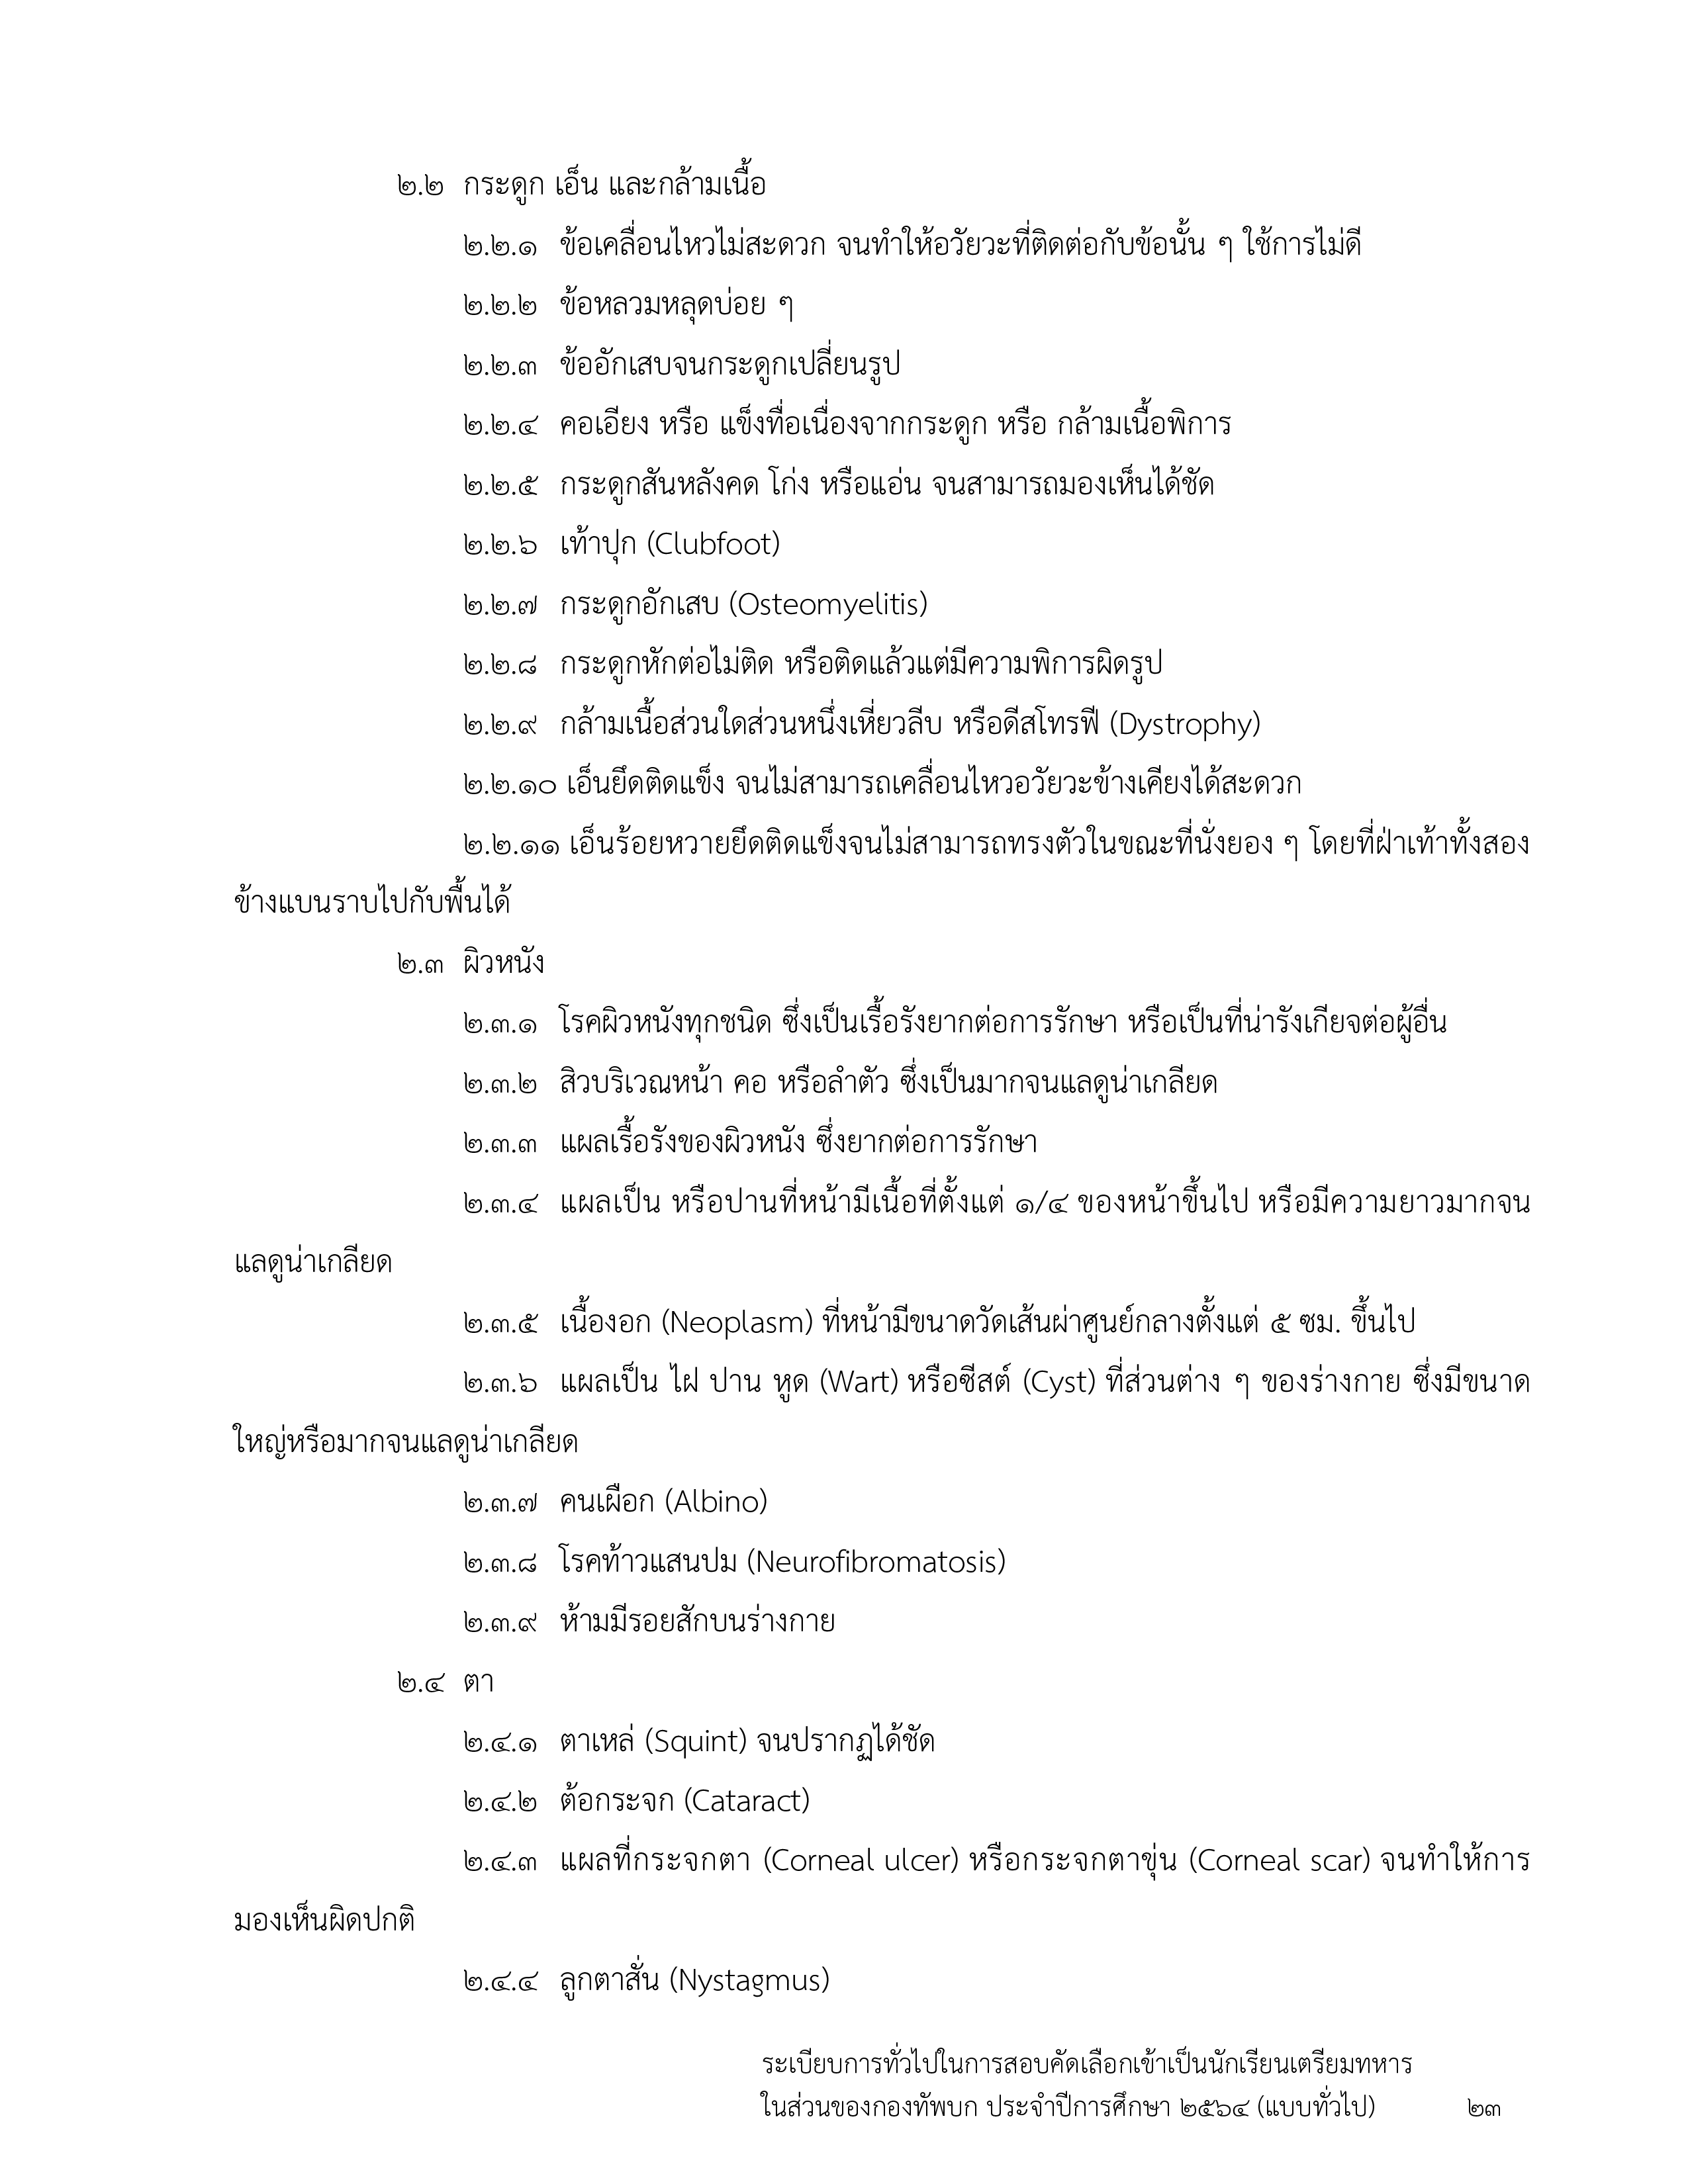 ๒.๒ กระดูก เอ็น และกล้ามเนื้อ
๒.๒.๑ ข้อเคลื่อนไหวไม่สะดวก จนทำให้อวัยวะที่ติดต่อกับข้อนั้น ๆ ใช้การไม่ดี
๒.๒.๒ ข้อหลวมหลุดบ่อย ๆ
๒.๒.๓ ข้ออักเสบจนกระดูกเปลี่ยนรูป
๒.๒.๔ คอเอียง หรือ แข็งทื่อเนื่องจากกระดูก หรือ กล้ามเนื้อพิการ
๒.๒.๕ กระดูกสันหลังคด โก่ง หรือแอ่น จนสามารถมองเห็นได้ชัด
๒.๒.๖ เท้าปุก (Clubfoot)
๒.๒.๗ กระดูกอักเสบ (Osteomyelitis)
๒.๒.๘ กระดูกหักต่อไม่ติด หรือติดแล้วแต่มีความพิการผิดรูป
๒.๒.๙ กล้ามเนื้อส่วนใดส่วนหนึ่งเหี่ยวลีบ หรือดีสโทรฟี (Dystrophy)
๒.๒.๑๐ เอ็นยึดติดแข็ง จนไม่สามารถเคลื่อนไหวอวัยวะข้างเคียงได้สะดวก
๒.๒.๑๑ เอ็นร้อยหวายยึดติดแข็งจนไม่สามารถทรงตัวในขณะที่นั่งยอง ๆ โดยที่ฝ่าเท้าทั้งสอง
ข้างแบนราบไปกับพื้นได้
๒.๓ ผิวหนัง
๒.๓.๑ โรคผิวหนังทุกชนิด ซึ่งเป็นเรื้อรังยากต่อการรักษา หรือเป็นที่น่ารังเกียจต่อผู้อื่น
๒.๓.๒ สิวบริเวณหน้า คอ หรือลำตัว ซึ่งเป็นมากจนแลดูน่าเกลียด
๒.๓.๓ แผลเรื้อรังของผิวหนัง ซึ่งยากต่อการรักษา
๒.๓.๔ แผลเป็น หรือปานที่หน้ามีเนื้อที่ตั้งแต่ ๑/๔ ของหน้าขึ้นไป หรือมีความยาวมากจน
แลดูน่าเกลียด
๒.๓.๕ เนื้องอก (Neoplasm) ที่หน้ามีขนาดวัดเส้นผ่าศูนย์กลางตั้งแต่ ๕ ซม. ขึ้นไป
๒.๓.๖ แผลเป็น ไฝ ปาน หูด (Wart) หรือซีสต์ (Cyst) ที่ส่วนต่าง ๆ ของร่างกาย ซึ่งมีขนาด
ใหญ่หรือมากจนแลดูน่าเกลียด
๒.๓.๗ คนเผือก (Albino)
๒.๓.๘ โรคท้าวแสนปม (Neurofibromatosis)
๒.๓.๙ ห้ามมีรอยสักบนร่างกาย
๒.๔ ตา
๒.๔.๑ ตาเหล่ (Squint) จนปรากฏได้ชัด
๒.๔.๒ ต้อกระจก (Cataract)
๒.๔.๓ แผลที่กระจกตา (Corneal ulcer) หรือกระจกตาขุ่น (Corneal scar) จนทำให้การ
มองเห็นผิดปกติ
๒.๔.๔ ลูกตาสั่น (Nystagmus)
ระเบียบการทั่วไปในการสอบคัดเลือกเข้าเป็นนักเรียนเตรียมทหาร
ในส่วนของกองทัพบก ประจำปีการศึกษา ๒๕๖๔ (แบบทั่วไป) ๒๓